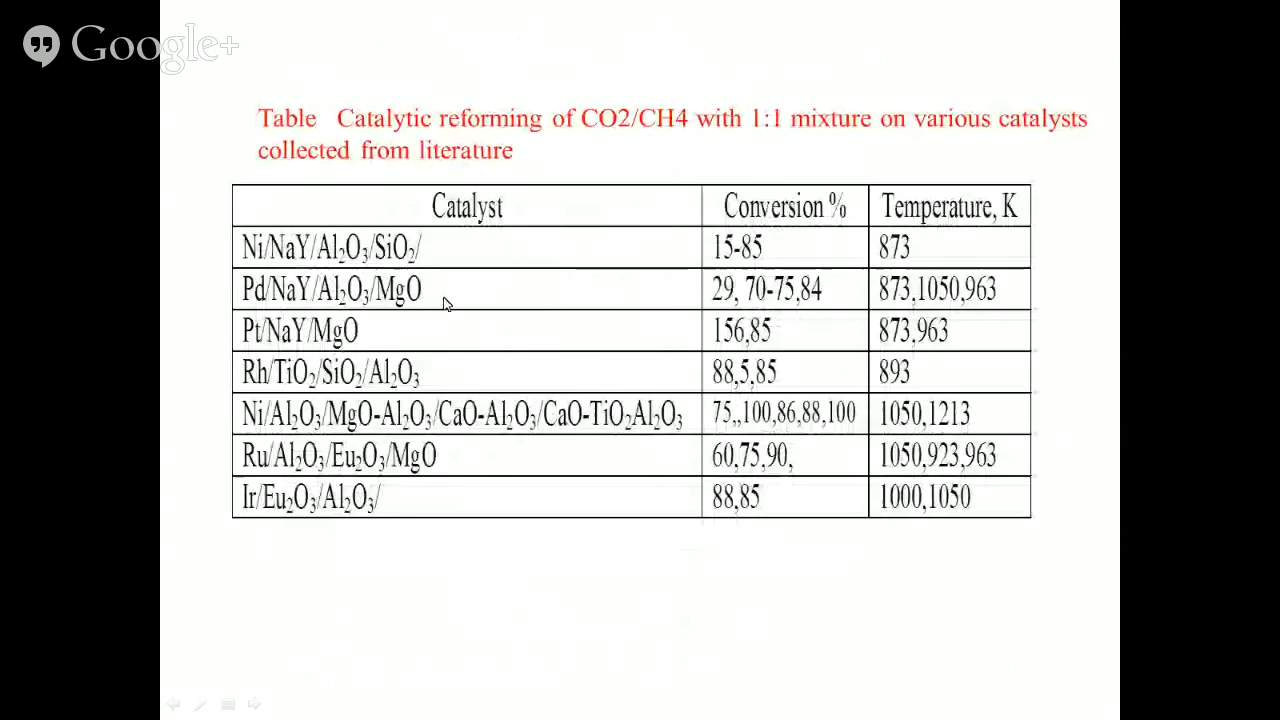 Google+
Table Catalytic reforming of CO2/CH4 with 1:1 mixture on various catalysts
collected from literature
Catalyst Conversion % Temperature, K
Ni/NaY/Al₂O₃/SiO₂/ 15-85 873
Pd/NaY/Al₂O₃/MgO 29, 70-75,84 873,1050,963
Pt/NaY/MgO 156,85 873,963
Rh/TiO₂/SiO₂/Al₂O₃ 88,5,85 893
Ni/Al₂O₃/MgO-Al₂O₃/CaO-Al₂O₃/CaO-TiO₂Al₂O₃ 75,,100,86,88,100 1050,1213
Ru/Al₂O₃/Eu₂O₃/MgO 60,75,90, 1050,923,963
Ir/Eu₂O₃/Al₂O₃/ 88,85 1000,1050